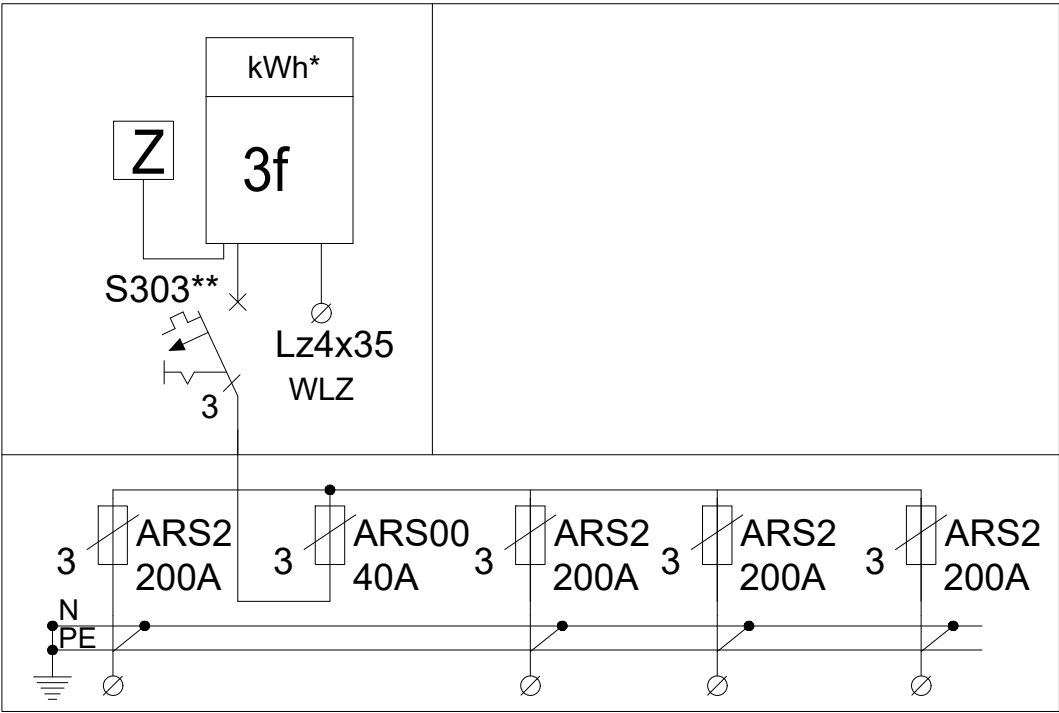 kWh*
Z
3f
S303**
Lz4x35
WLZ
3
3 ARS2 200A
3 ARS00 40A
3 ARS2 200A
3 ARS2 200A
3 ARS2 200A
N
PE